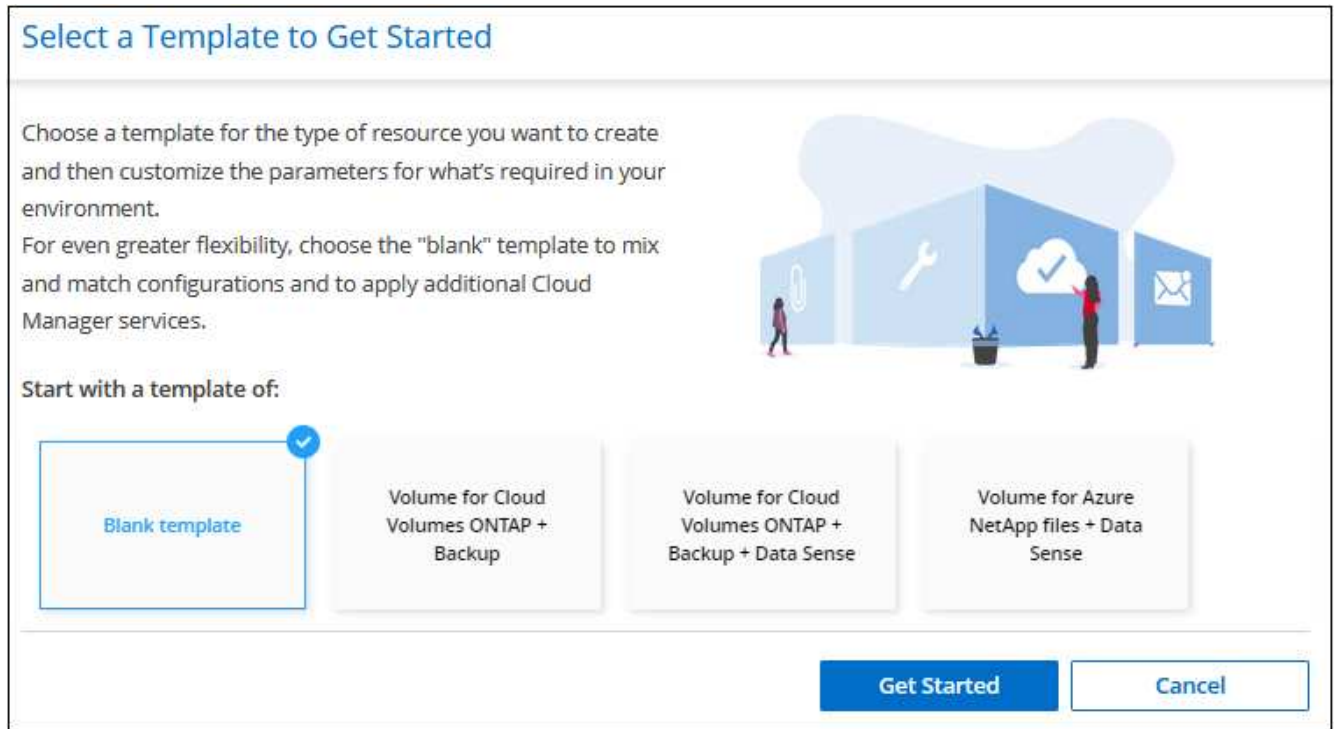 Select a Template to Get Started
Choose a template for the type of resource you want to create
and then customize the parameters for what's required in your
environment.
For even greater flexibility, choose the "blank" template to mix
and match configurations and to apply additional Cloud
Manager services.
Start with a template of:
Blank template
Volume for Cloud
Volumes ONTAP +
Backup
Volume for Cloud
Volumes ONTAP +
Backup + Data Sense
Volume for Azure
NetApp files + Data
Sense
Get Started
Cancel